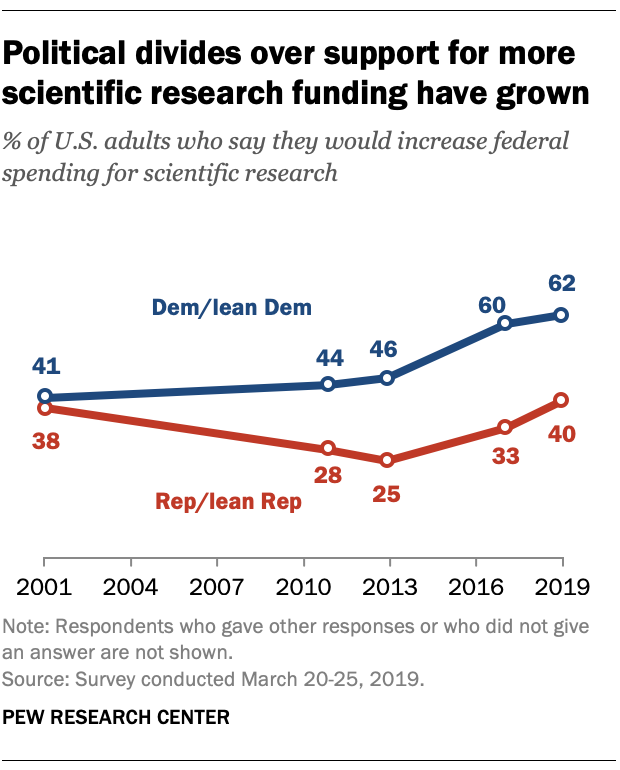 Political divides over support for more
scientific research funding have grown
% of U.S. adults who say they would increase federal
spending for scientific research
62
60
Dem/lean Dem
46
44
41
38
40
33
28
25
Rep/lean Rep
2001 2004 2007 2010 2013 2016 2019
Note: Respondents who gave other responses or who did not give
an answer are not shown.
Source: Survey conducted March 20-25, 2019.
PEW RESEARCH CENTER